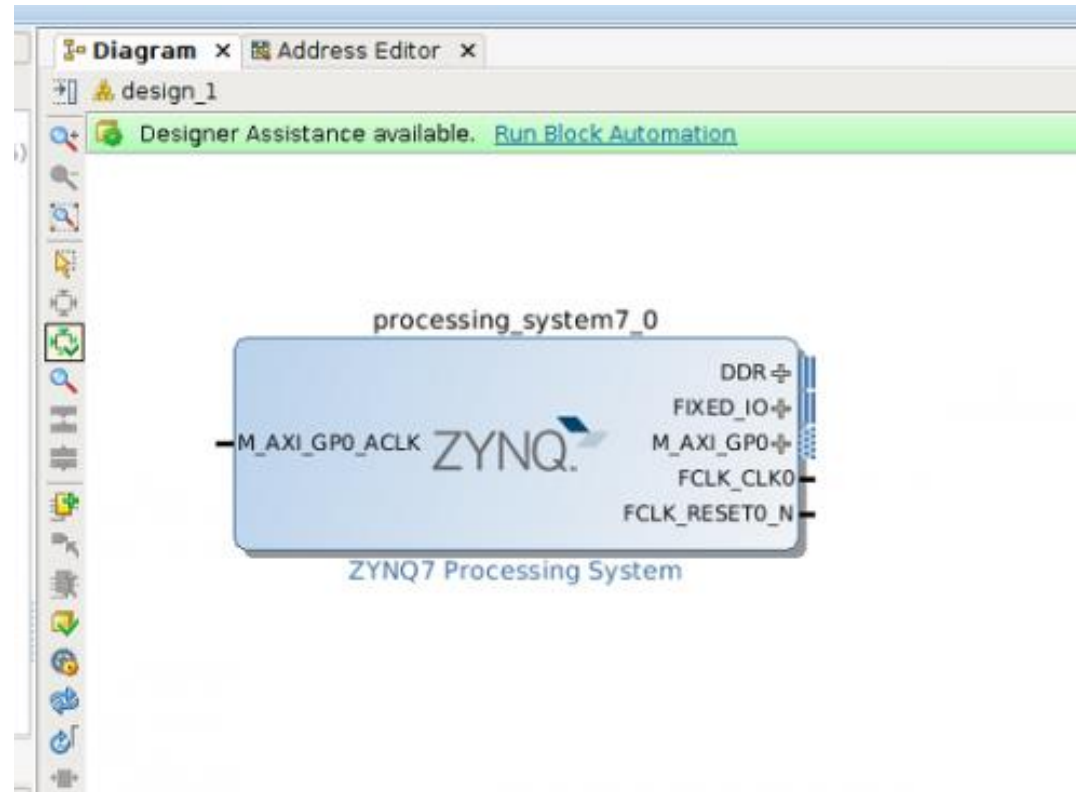 Diagram × Address Editor ×
design_1
Designer Assistance available. Run Block Automation
processing_system7_0
DDR
FIXED_IO
M_AXI_GP0_ACLK ZYNQ. M_AXI_GP0
FCLK_CLK0
FCLK_RESET0_N
ZYNQ7 Processing System